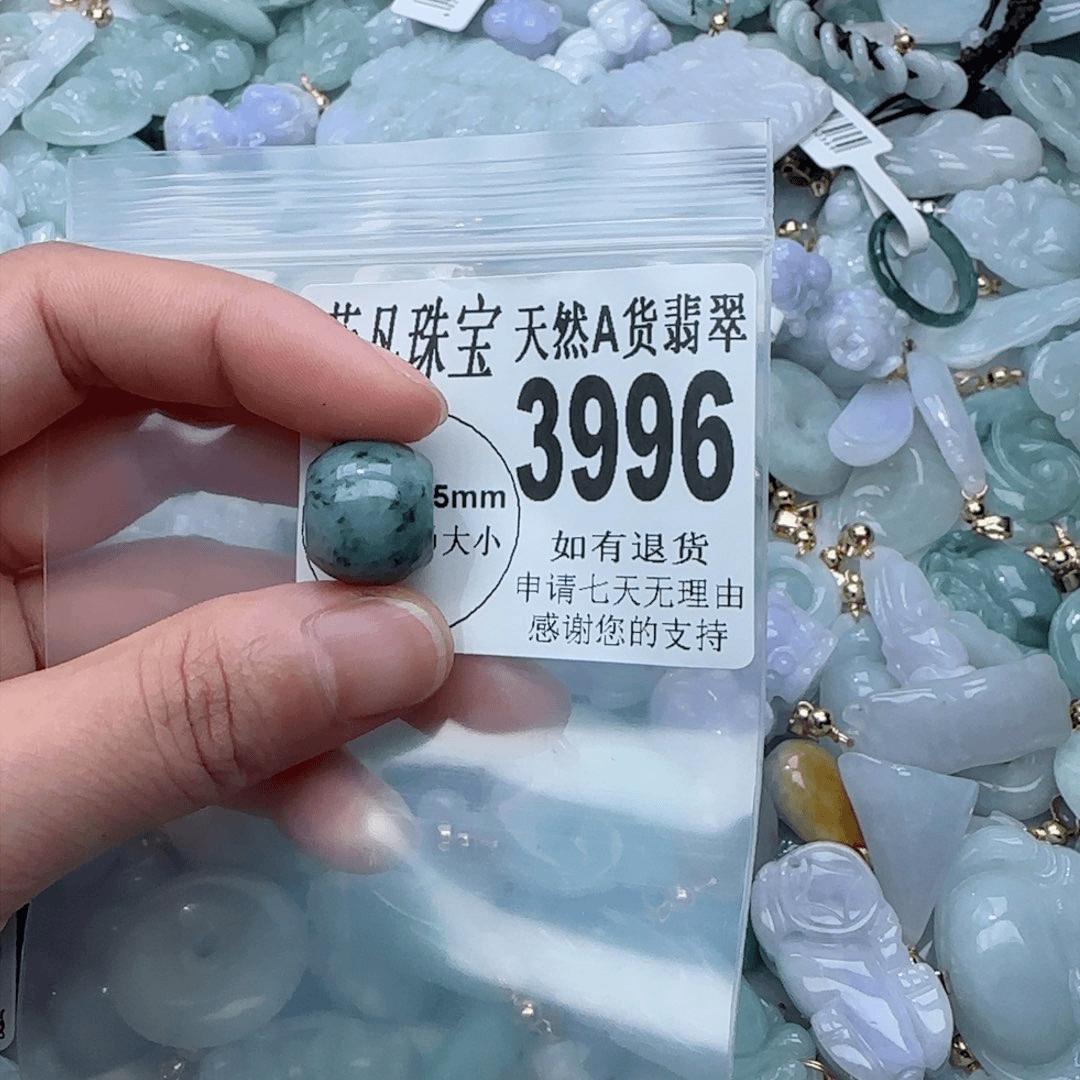 凡珠宝 天然A货翡翠
3996
5mm
大小
如有退货
申请七天无理由
感谢您的支持